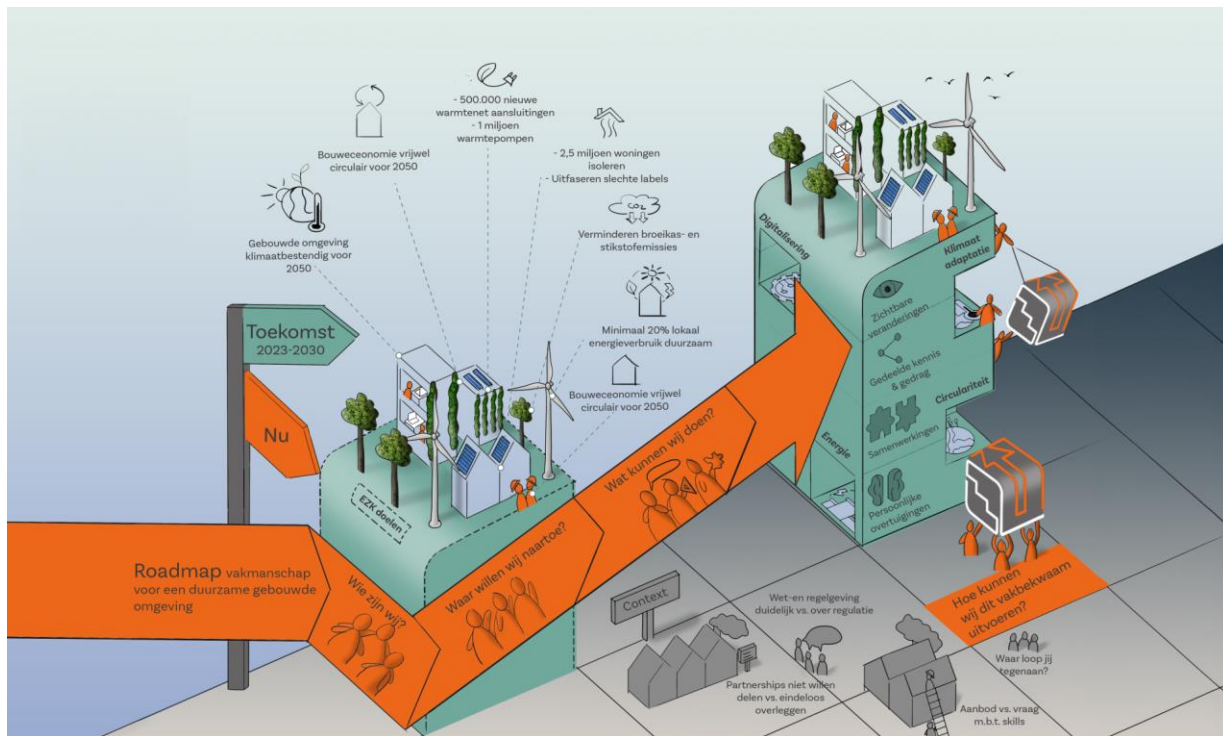 - 500.000 nieuwe
warmtenet aansluitingen
- 1 miljoen
warmtepompen
Bouweconomie vrijwel
circulair voor 2050
- 2,5 miljoen woningen
isoleren
- Uitfaseren slechte labels
Gebouwde omgeving
klimaatbestendig voor
2050
CO2
Verminderen broeikas- en
stikstofemissies
Minimaal 20% lokaal
energieverbruik duurzaam
Bouweconomie vrijwel
circulair voor 2050
Toekomst
2023-2030
Nu
EZK doelen
Roadmap vakmanschap
voor een duurzame gebouwde
omgeving
Wie zijn wij?
Waar willen wij naartoe?
Wat kunnen wij doen?
Digitalisering
Klimaat
adaptatie
Zichtbare
veranderingen
Gedeelde kennis
& gedrag
Circulariteit
Samenwerkingen
Energie
Persoonlijke
overtuigingen
Hoe kunnen
wij dit vakbekwaam
uitvoeren?
Context
Wet-en regelgeving
duidelijk vs. over regulatie
Partnerships niet willen
delen vs. eindeloos
overleggen
Waar loop jij
tegenaan?
Aanbod vs. vraag
m.b.t. skills